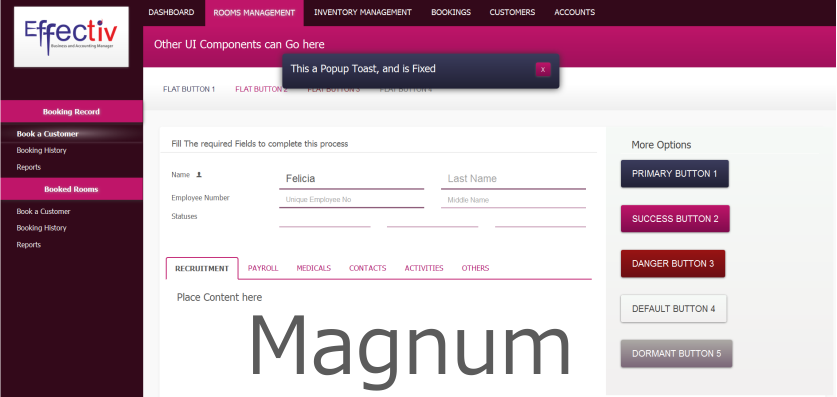 Effectiv
Business and Accounting Manager
DASHBOARD ROOMS MANAGEMENT INVENTORY MANAGEMENT BOOKINGS CUSTOMERS ACCOUNTS
Other UI Components can Go here
This a Popup Toast, and is Fixed x
FLAT BUTTON 1 FLAT BUTTON 2 FLAT BUTTON 3 FLAT BUTTON 4
Booking Record
Book a Customer
Booking History
Reports
Booked Rooms
Book a Customer
Booking History
Reports
Fill The required Fields to complete this process
Name Felicia Last Name
Employee Number Unique Employee No Middle Name
Statuses
RECRUITMENT PAYROLL MEDICALS CONTACTS ACTIVITIES OTHERS
Place Content here
Magnum
More Options
PRIMARY BUTTON 1
SUCCESS BUTTON 2
DANGER BUTTON 3
DEFAULT BUTTON 4
DORMANT BUTTON 5